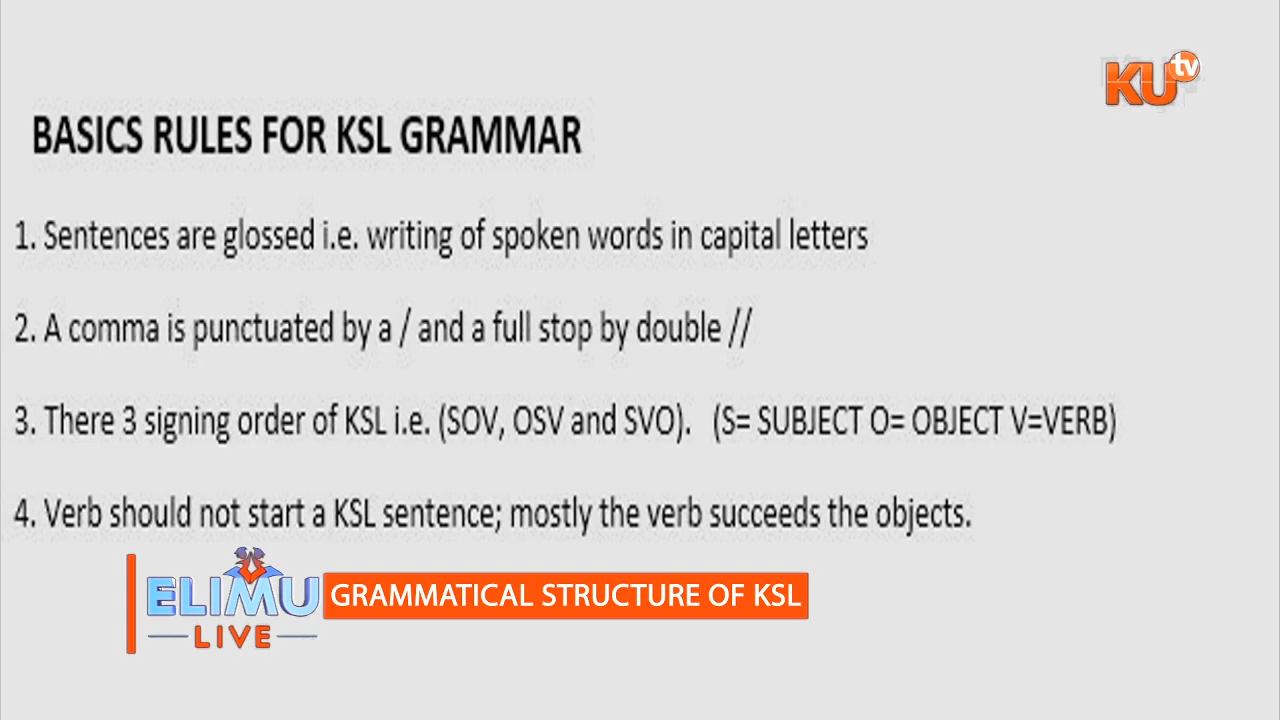 KU tv
BASICS RULES FOR KSL GRAMMAR
1. Sentences are glossed i.e. writing of spoken words in capital letters
2. A comma is punctuated by a / and a full stop by double //
3. There 3 signing order of KSL i.e. (SOV, OSV and SVO). (S= SUBJECT O= OBJECT V=VERB)
4. Verb should not start a KSL sentence; mostly the verb succeeds the objects.
ELIMU
LIVE
GRAMMATICAL STRUCTURE OF KSL